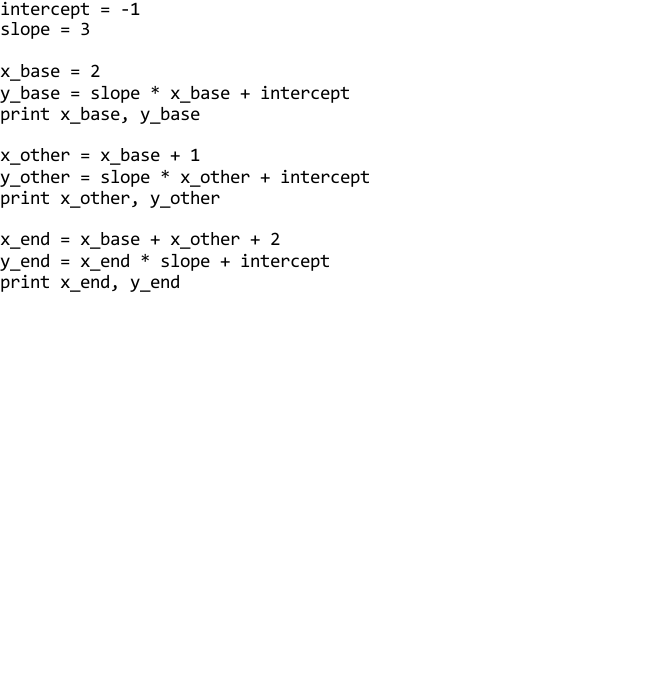 intercept = -1
slope = 3

x_base = 2
y_base = slope * x_base + intercept
print x_base, y_base

x_other = x_base + 1
y_other = slope * x_other + intercept
print x_other, y_other

x_end = x_base + x_other + 2
y_end = x_end * slope + intercept
print x_end, y_end